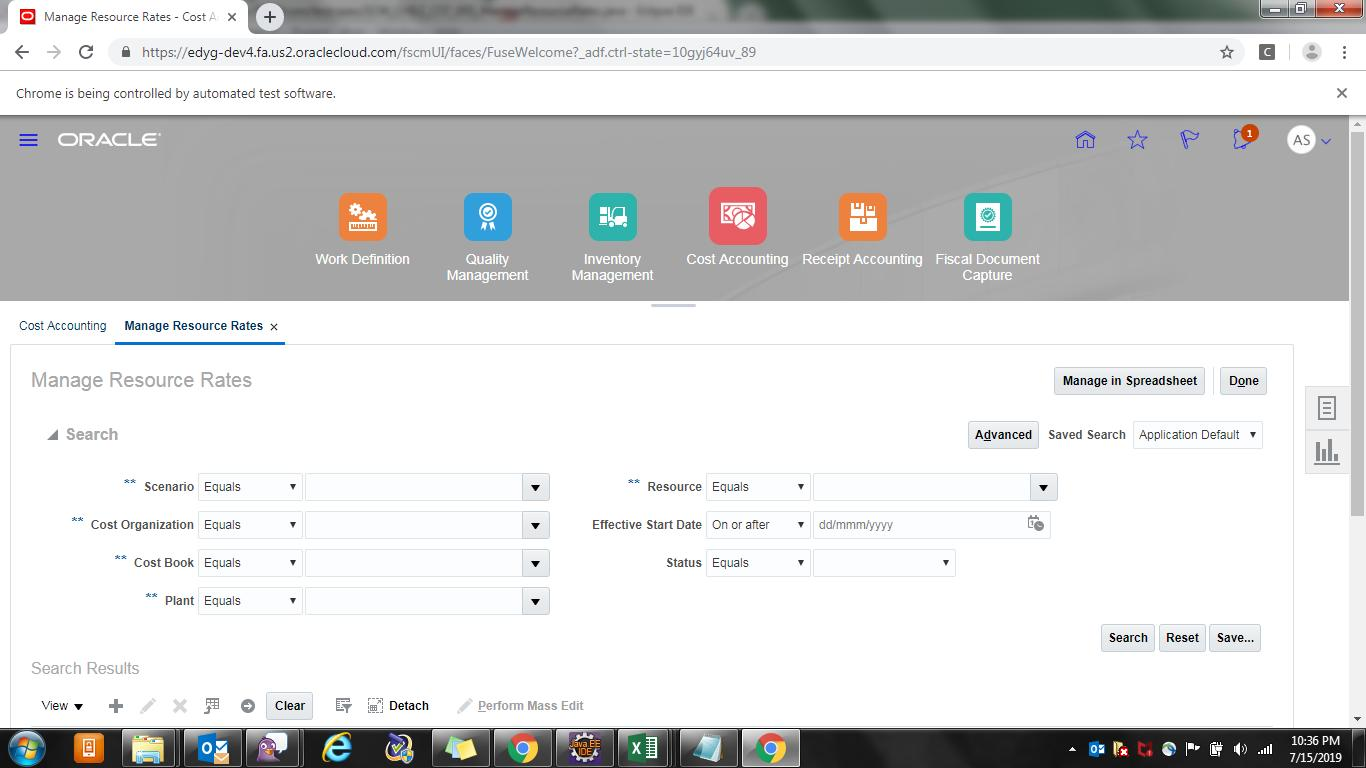 Manage Resource Rates - Cost A
https://edyg-dev4.fa.us2.oraclecloud.com/fscmUI/faces/FuseWelcome?_adf.ctrl-state=10gyj64uv_89
C
Chrome is being controlled by automated test software.
ORACLE
1
AS
Work Definition
Quality Management
Inventory Management
Cost Accounting
Receipt Accounting
Fiscal Document Capture
Cost Accounting
Manage Resource Rates
Manage Resource Rates
Manage in Spreadsheet
Done
Search
Advanced
Saved Search
Application Default
** Scenario Equals
** Resource Equals
** Cost Organization Equals
Effective Start Date On or after dd/mmm/yyyy
** Cost Book Equals
Status Equals
** Plant Equals
Search
Reset
Save...
Search Results
View
Clear
Detach
Perform Mass Edit
Java EE
IDE
10:36 PM
7/15/2019